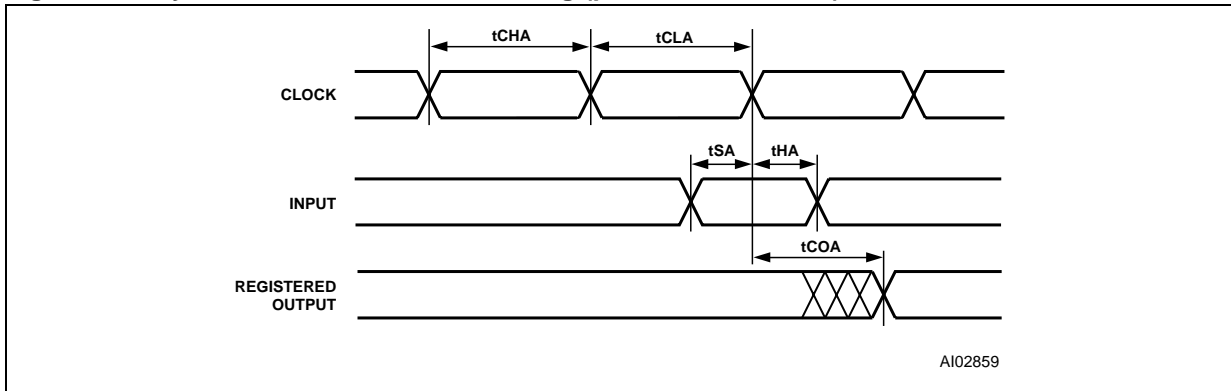 tCHA tCLA
CLOCK
tSA tHA
INPUT
tCOA
REGISTERED
OUTPUT
AI02859